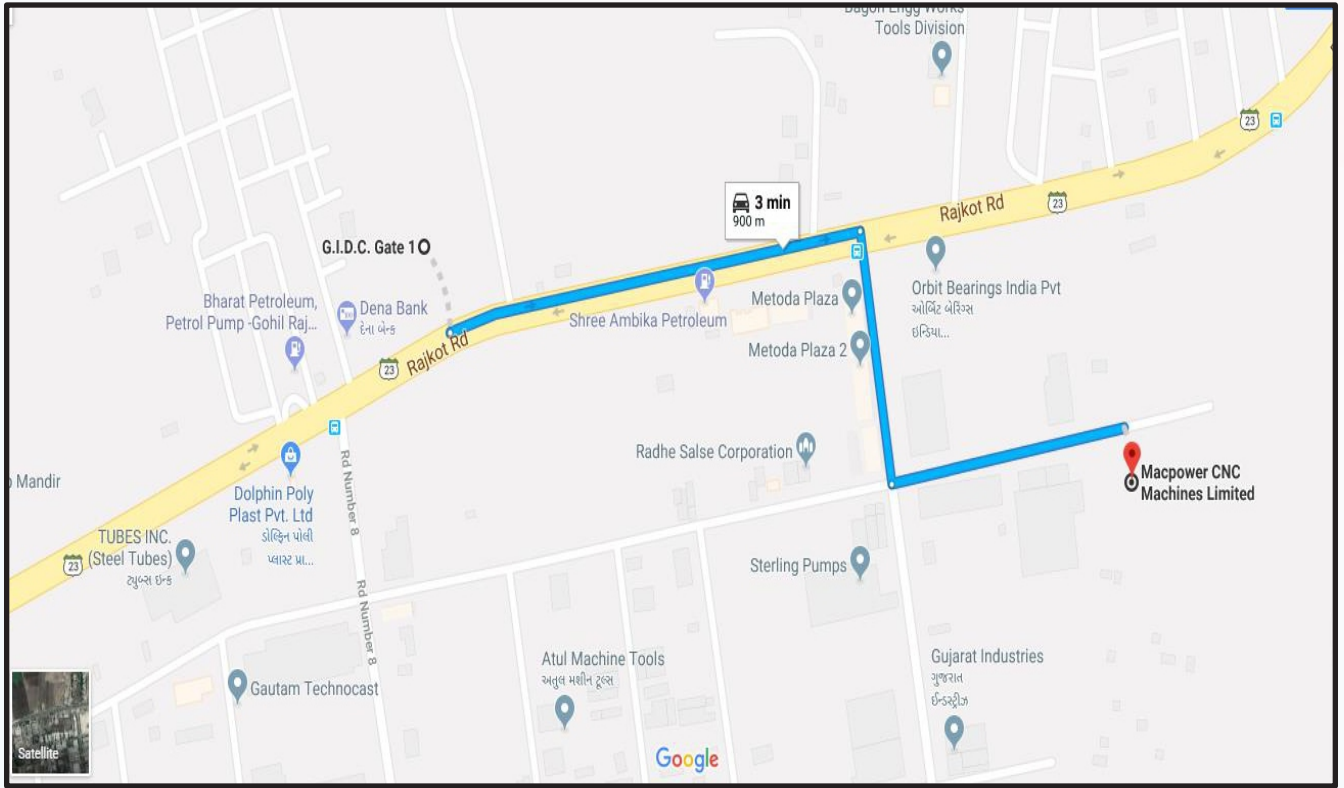 Bagon Engg Works
Tools Division
23
3 min
900 m
Rajkot Rd
23
G.I.D.C. Gate 1
Bharat Petroleum,
Petrol Pump -Gohil Raj...
Dena Bank
દેના બેન્ક
Shree Ambika Petroleum
Metoda Plaza
Orbit Bearings India Pvt
ઓર્બિટ બેરિંગ્સ
ઇન્ડિયા...
Metoda Plaza 2
23
Rajkot Rd
Radhe Salse Corporation
Mandir
Macpower CNC
Machines Limited
Dolphin Poly
Plast Pvt. Ltd
ડોલ્ફિન પોલી
પ્લાસ્ટ પ્રા...
Rd Number 8
TUBES INC.
(Steel Tubes)
ટ્યુબ્સ ઇન્ક
23
Sterling Pumps
Rd Number 8
Atul Machine Tools
અતુલ મશીન ટૂલ્સ
Gujarat Industries
ગુજરાત
ઈન્ડસ્ટ્રીઝ
Gautam Technocast
Satellite
Google